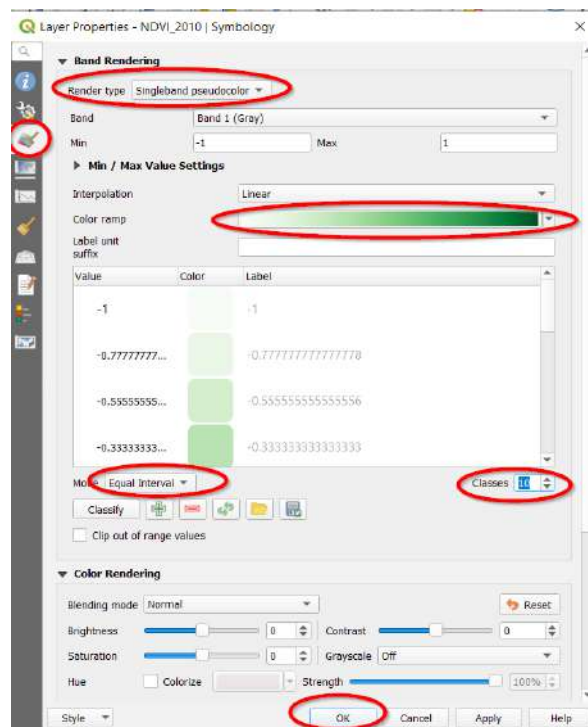 Layer Properties - NDVI_2010 | Symbology
Band Rendering
Render type Singleband pseudocolor
Band Band 1 (Gray)
Min -1 Max 1
Min / Max Value Settings
Interpolation Linear
Color ramp
Label unit
suffix
Value Color Label
-1 -1
-0.77777777... -0.777777777777778
-0.55555555... -0.555555555555556
-0.33333333... -0.333333333333333
Mode Equal Interval Classes 10
Classify
Clip out of range values
Color Rendering
Blending mode Normal Reset
Brightness 0 Contrast 0
Saturation 0 Grayscale Off
Hue Colorize Strength 100%
Style OK Cancel Apply Help